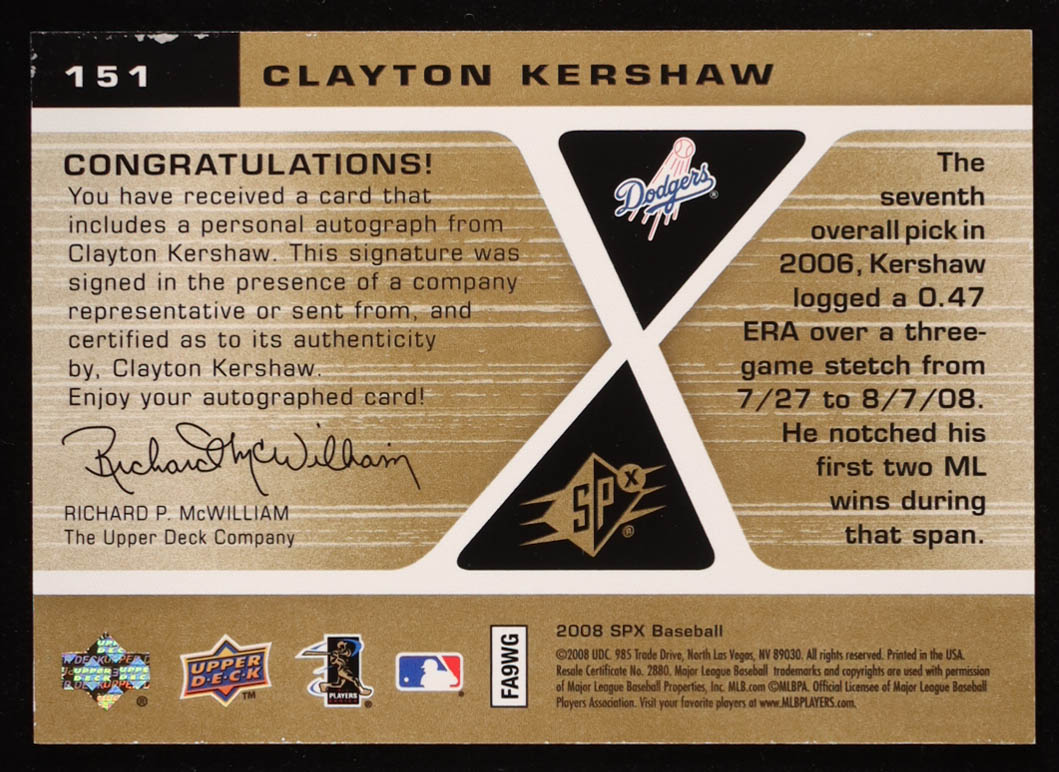 151
CLAYTON KERSHAW
CONGRATULATIONS!
You have received a card that
includes a personal autograph from
Clayton Kershaw. This signature was
signed in the presence of a company
representative or sent from, and
certified as to its authenticity
by, Clayton Kershaw.
Enjoy your autographed card!
Richard McWilliam
RICHARD P. McWILLIAM
The Upper Deck Company
Dodgers ®
SPx ®
The
seventh
overall pick in
2006, Kershaw
logged a 0.47
ERA over a three-
game stetch from
7/27 to 8/7/08.
He notched his
first two ML
wins during
that span.
®
UPPER
D·E·C·K
TM
PLAYERS
®
®
FA9WG
2008 SPX Baseball
©2008 UDC. 985 Trade Drive, North Las Vegas, NV 89030. All rights reserved. Printed in the USA.
Resale Certificate No. 2880. Major League Baseball trademarks and copyrights are used with permission
of Major League Baseball Properties, Inc. MLB.com ©MLBPA. Official Licensee of Major League Baseball
Players Association. Visit your favorite players at www.MLBPLAYERS.com.